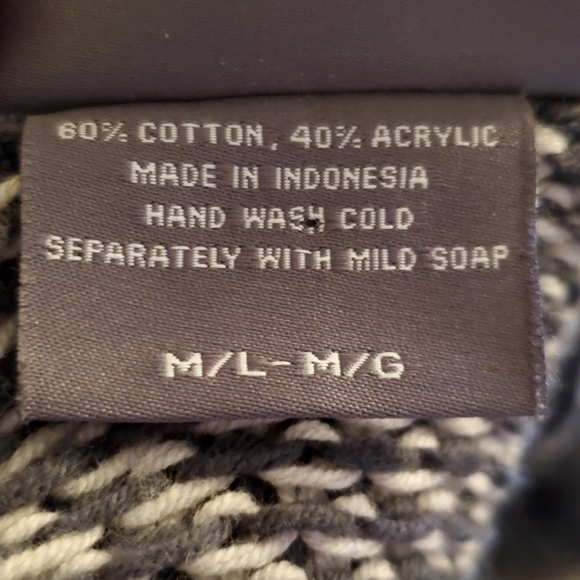 60% COTTON, 40% ACRYLIC
MADE IN INDONESIA
HAND WASH COLD
SEPARATELY WITH MILD SOAP
M/L-M/G